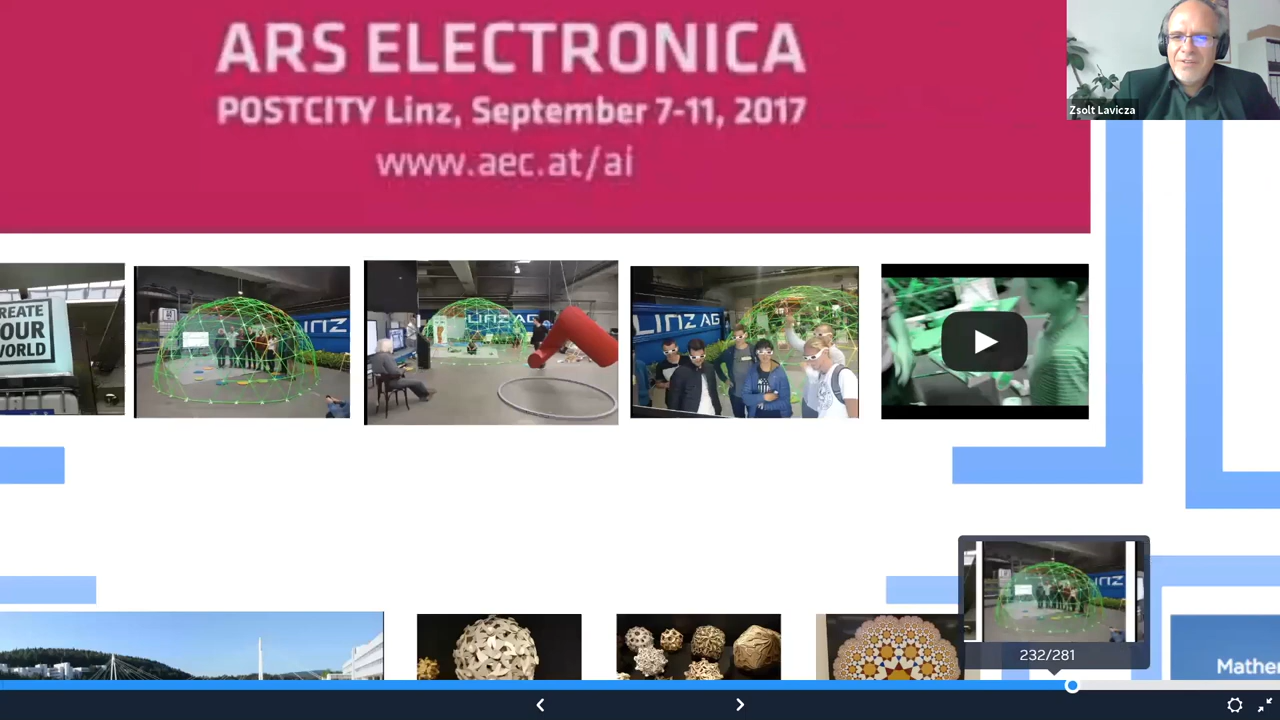 ARS ELECTRONICA
POSTCITY Linz, September 7-11, 2017
www.aec.at/ai
Zsolt Lavicza
REATE
OUR
WORLD
LINZ AG
LINZ AG
232/281
Mather